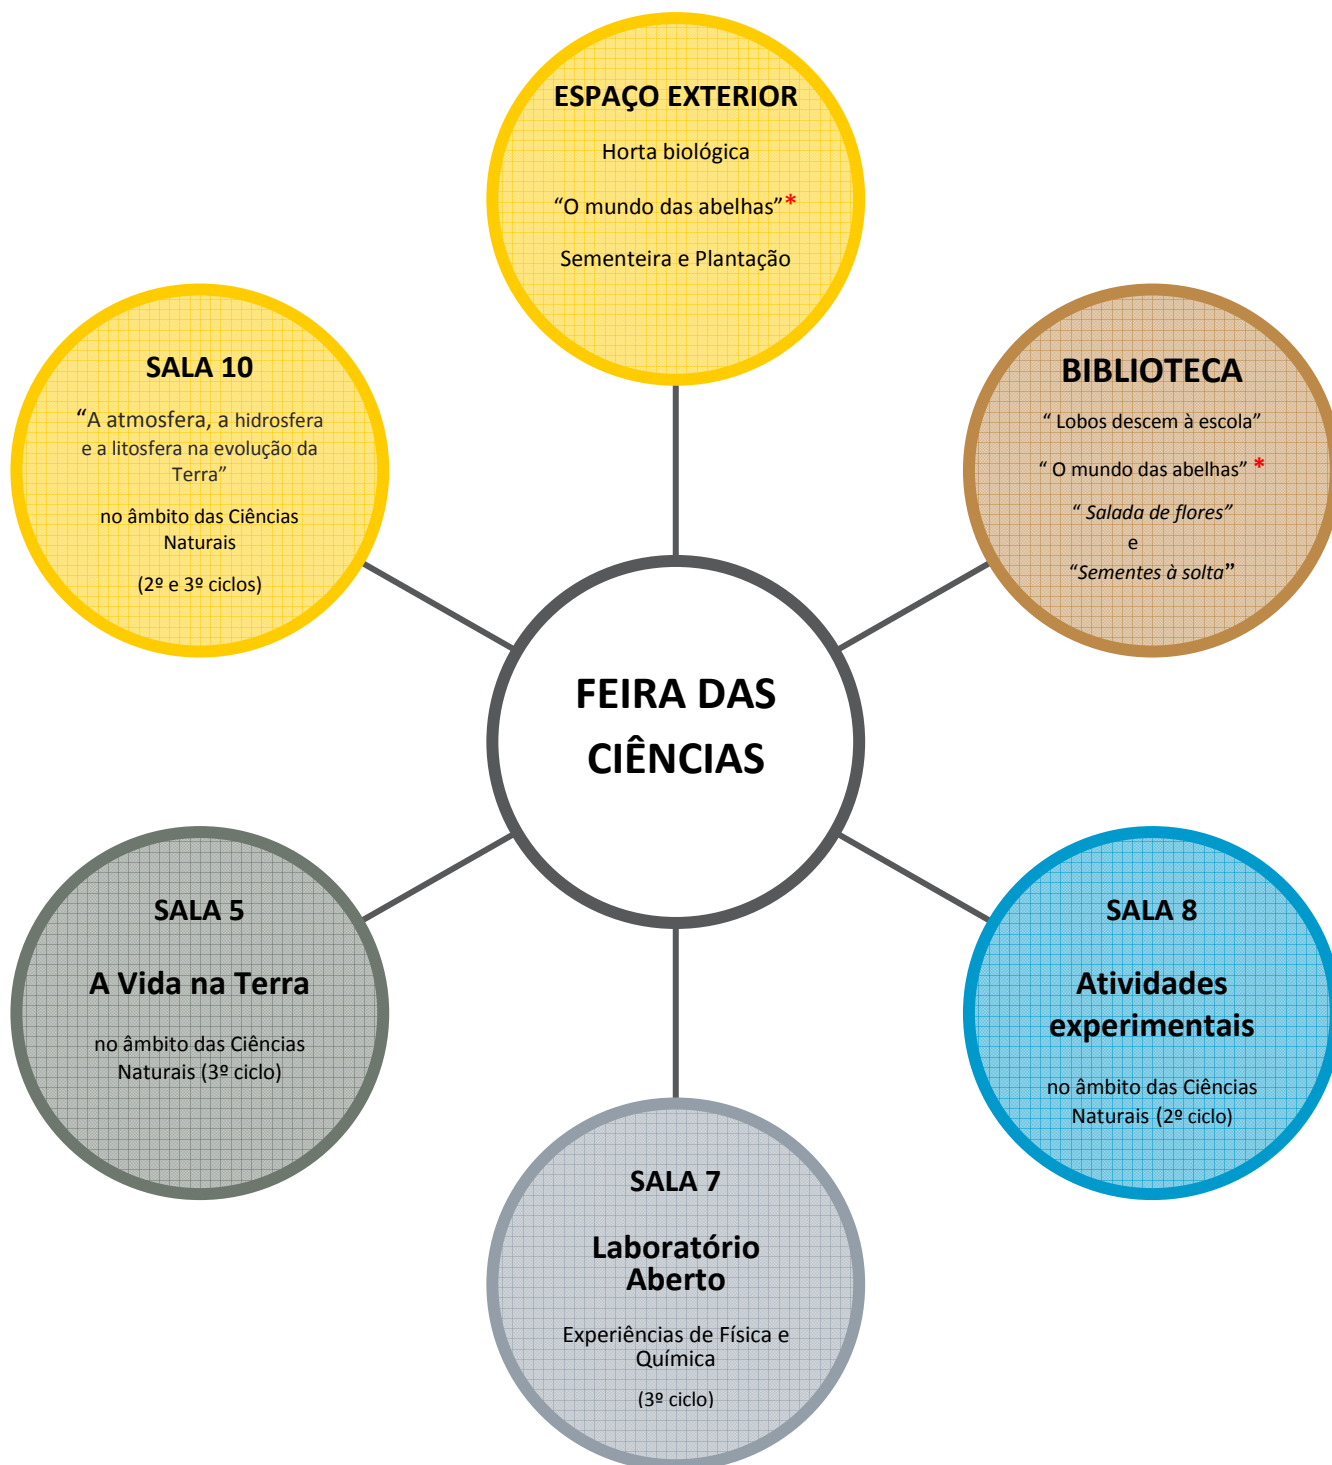 ESPAÇO EXTERIOR
Horta biológica
“O mundo das abelhas”*
Sementeira e Plantação
BIBLIOTECA
“ Lobos descem à escola”
“ O mundo das abelhas” *
“ Salada de flores”
e
“Sementes à solta”
SALA 10
“A atmosfera, a hidrosfera
e a litosfera na evolução da
Terra”
no âmbito das Ciências
Naturais
(2º e 3º ciclos)
FEIRA DAS
CIÊNCIAS
SALA 5
A Vida na Terra
no âmbito das Ciências
Naturais (3º ciclo)
SALA 8
Atividades
experimentais
no âmbito das Ciências
Naturais (2º ciclo)
SALA 7
Laboratório
Aberto
Experiências de Física e
Química
(3º ciclo)